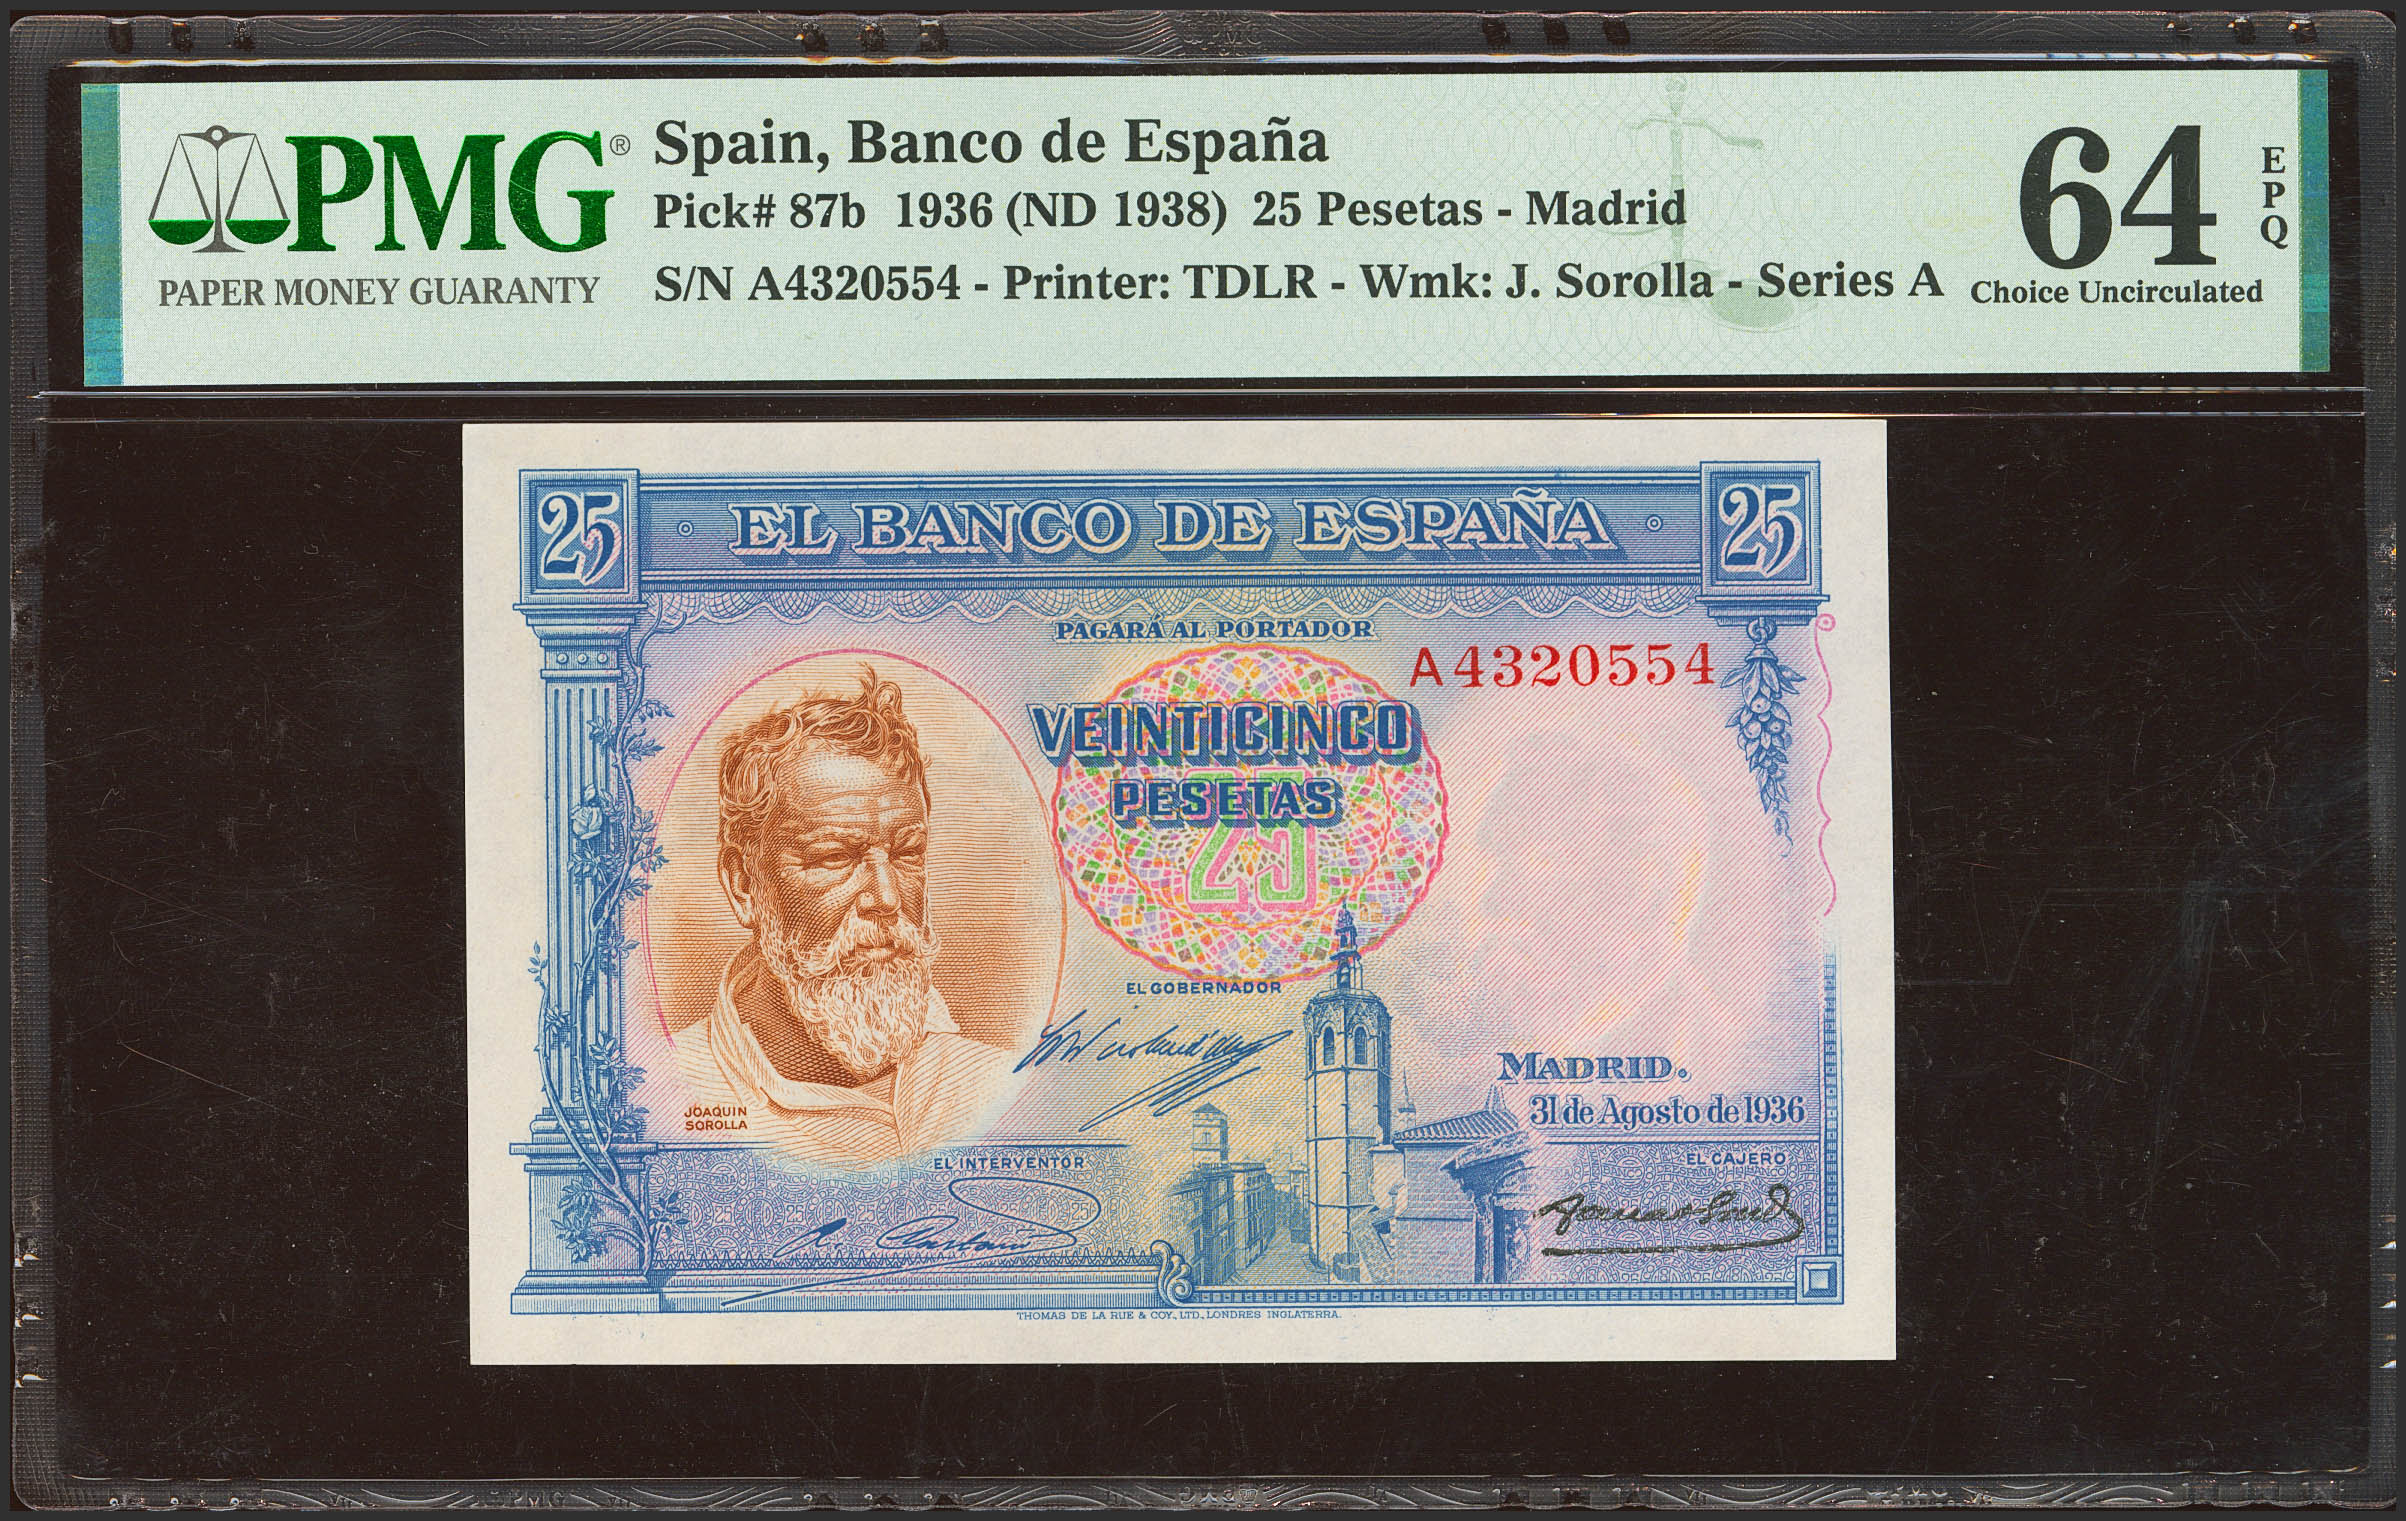 PMG®
PAPER MONEY GUARANTY
Spain, Banco de España
Pick# 87b 1936 (ND 1938) 25 Pesetas - Madrid
S/N A4320554 - Printer: TDLR - Wmk: J. Sorolla - Series A
64
EPQ
Choice Uncirculated
25
EL BANCO DE ESPAÑA
25
PAGARÁ AL PORTADOR
A4320554
VEINTICINCO
PESETAS
25
EL GOBERNADOR
MADRID.
31 de Agosto de 1936
JOAQUIN
SOROLLA
EL INTERVENTOR
EL CAJERO
THOMAS DE LA RUE & COY., LTD., LONDRES INGLATERRA.